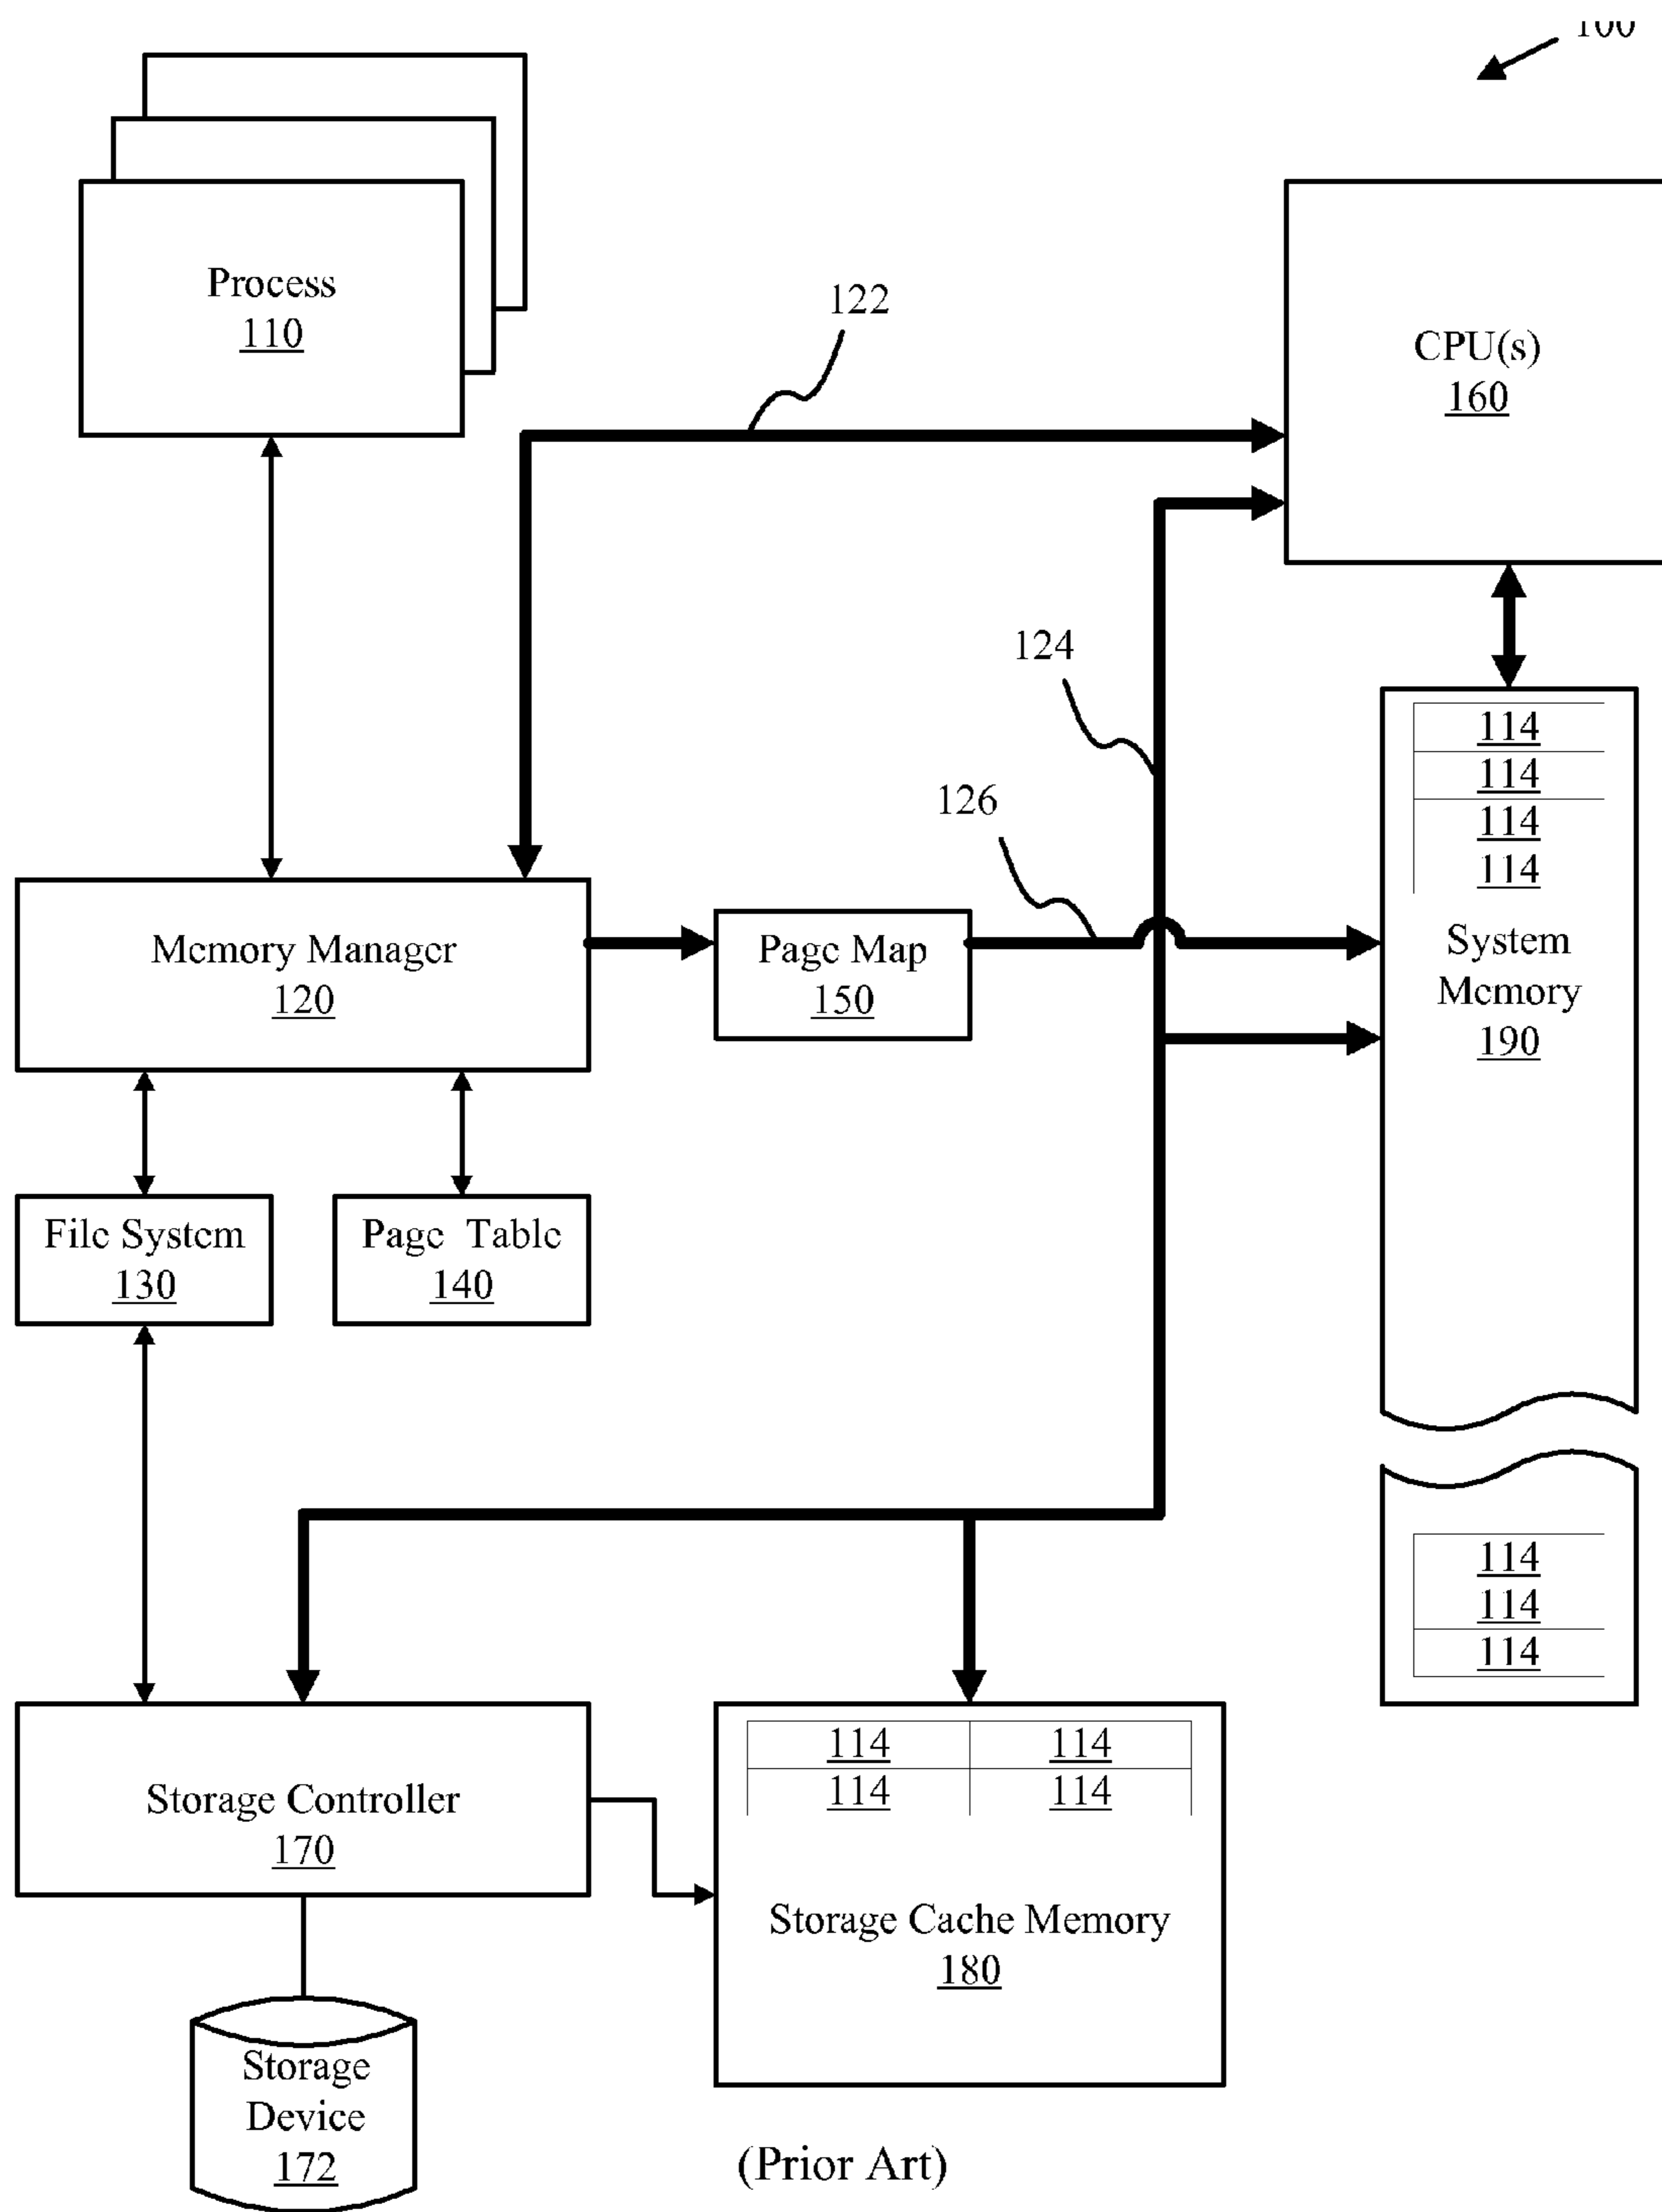 100
Process
110
122
CPU(s)
160
124
114
114
114
114
126
Memory Manager
120
Page Map
150
System
Memory
190
File System
130
Page Table
140
114
114
114
114 114
114 114
Storage Controller
170
Storage Cache Memory
180
Storage
Device
172
(Prior Art)